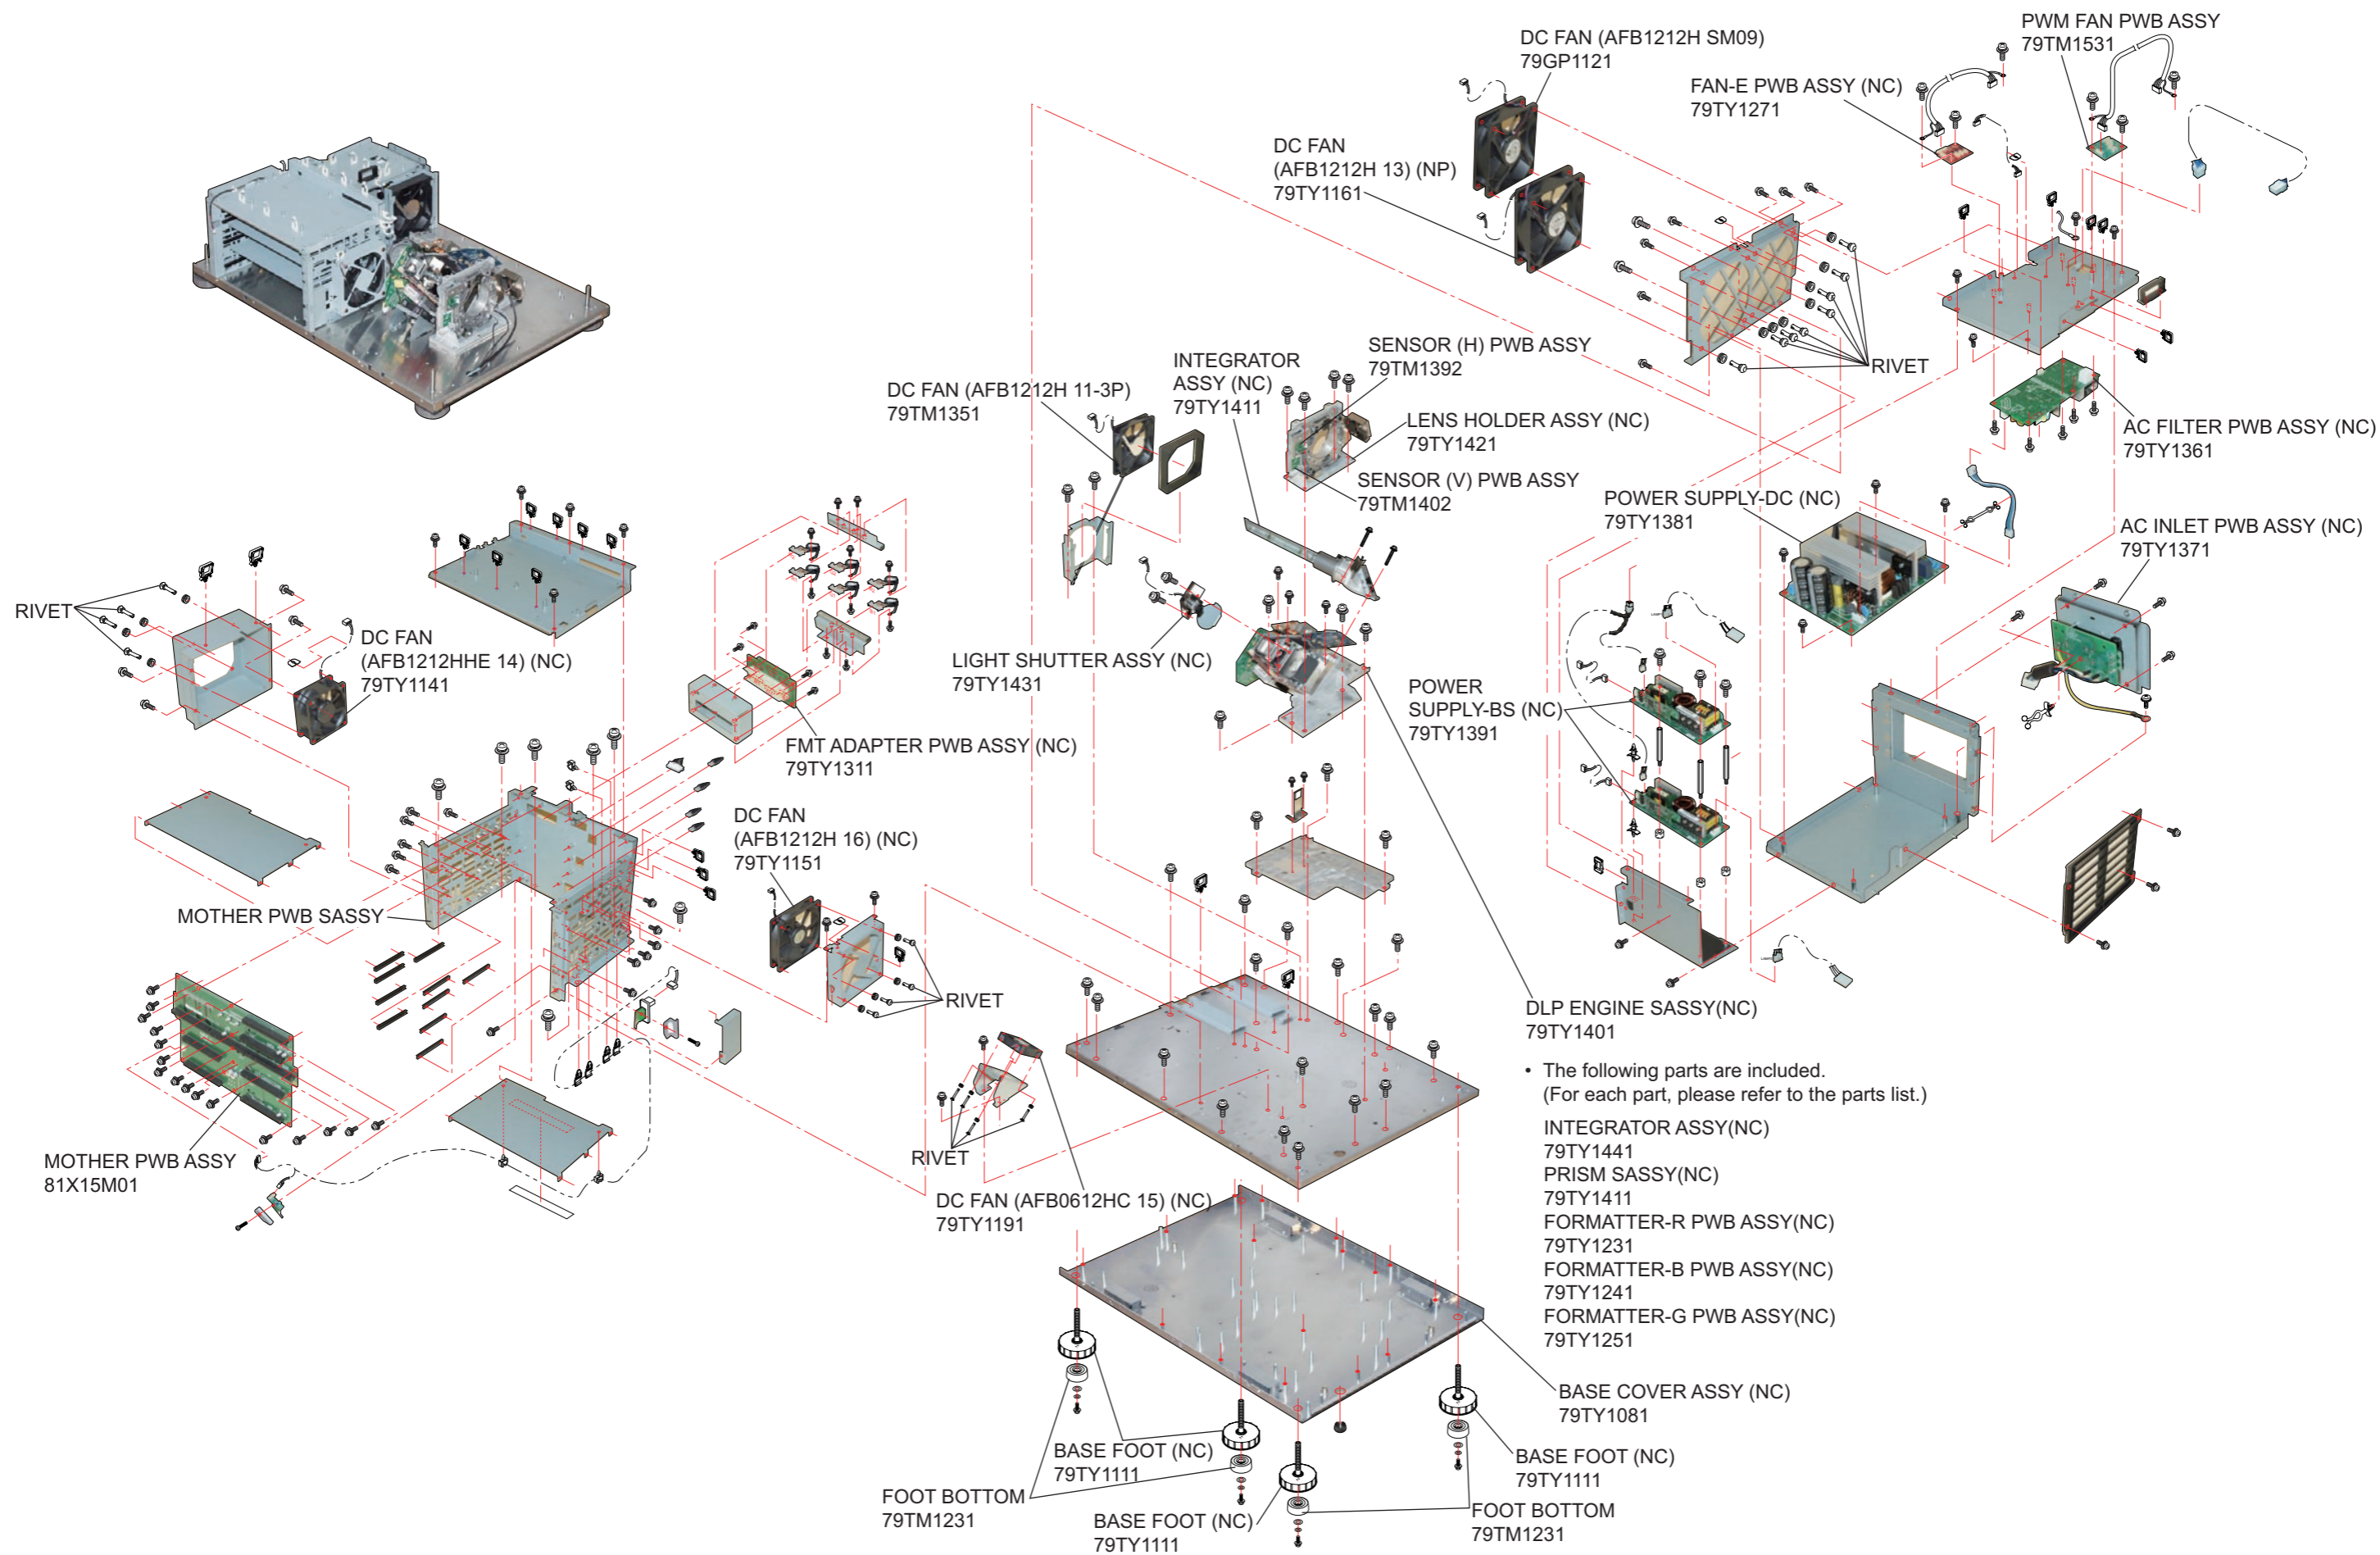 PWM FAN PWB ASSY
79TM1531
DC FAN (AFB1212H SM09)
79GP1121
FAN-E PWB ASSY (NC)
79TY1271
DC FAN
(AFB1212H 13) (NP)
79TY1161
RIVET
SENSOR (H) PWB ASSY
79TM1392
INTEGRATOR
ASSY (NC)
79TY1411
DC FAN (AFB1212H 11-3P)
79TM1351
LENS HOLDER ASSY (NC)
79TY1421
AC FILTER PWB ASSY (NC)
79TY1361
SENSOR (V) PWB ASSY
79TM1402
POWER SUPPLY-DC (NC)
79TY1381
AC INLET PWB ASSY (NC)
79TY1371
RIVET
DC FAN
(AFB1212HHE 14) (NC)
79TY1141
LIGHT SHUTTER ASSY (NC)
79TY1431
POWER
SUPPLY-BS (NC)
79TY1391
FMT ADAPTER PWB ASSY (NC)
79TY1311
DC FAN
(AFB1212H 16) (NC)
79TY1151
MOTHER PWB SASSY
RIVET
DLP ENGINE SASSY(NC)
79TY1401
• The following parts are included.
(For each part, please refer to the parts list.)
INTEGRATOR ASSY(NC)
79TY1441
PRISM SASSY(NC)
79TY1411
FORMATTER-R PWB ASSY(NC)
79TY1231
FORMATTER-B PWB ASSY(NC)
79TY1241
FORMATTER-G PWB ASSY(NC)
79TY1251
MOTHER PWB ASSY
81X15M01
RIVET
DC FAN (AFB0612HC 15) (NC)
79TY1191
BASE COVER ASSY (NC)
79TY1081
BASE FOOT (NC)
79TY1111
BASE FOOT (NC)
79TY1111
FOOT BOTTOM
79TM1231
BASE FOOT (NC)
79TY1111
FOOT BOTTOM
79TM1231